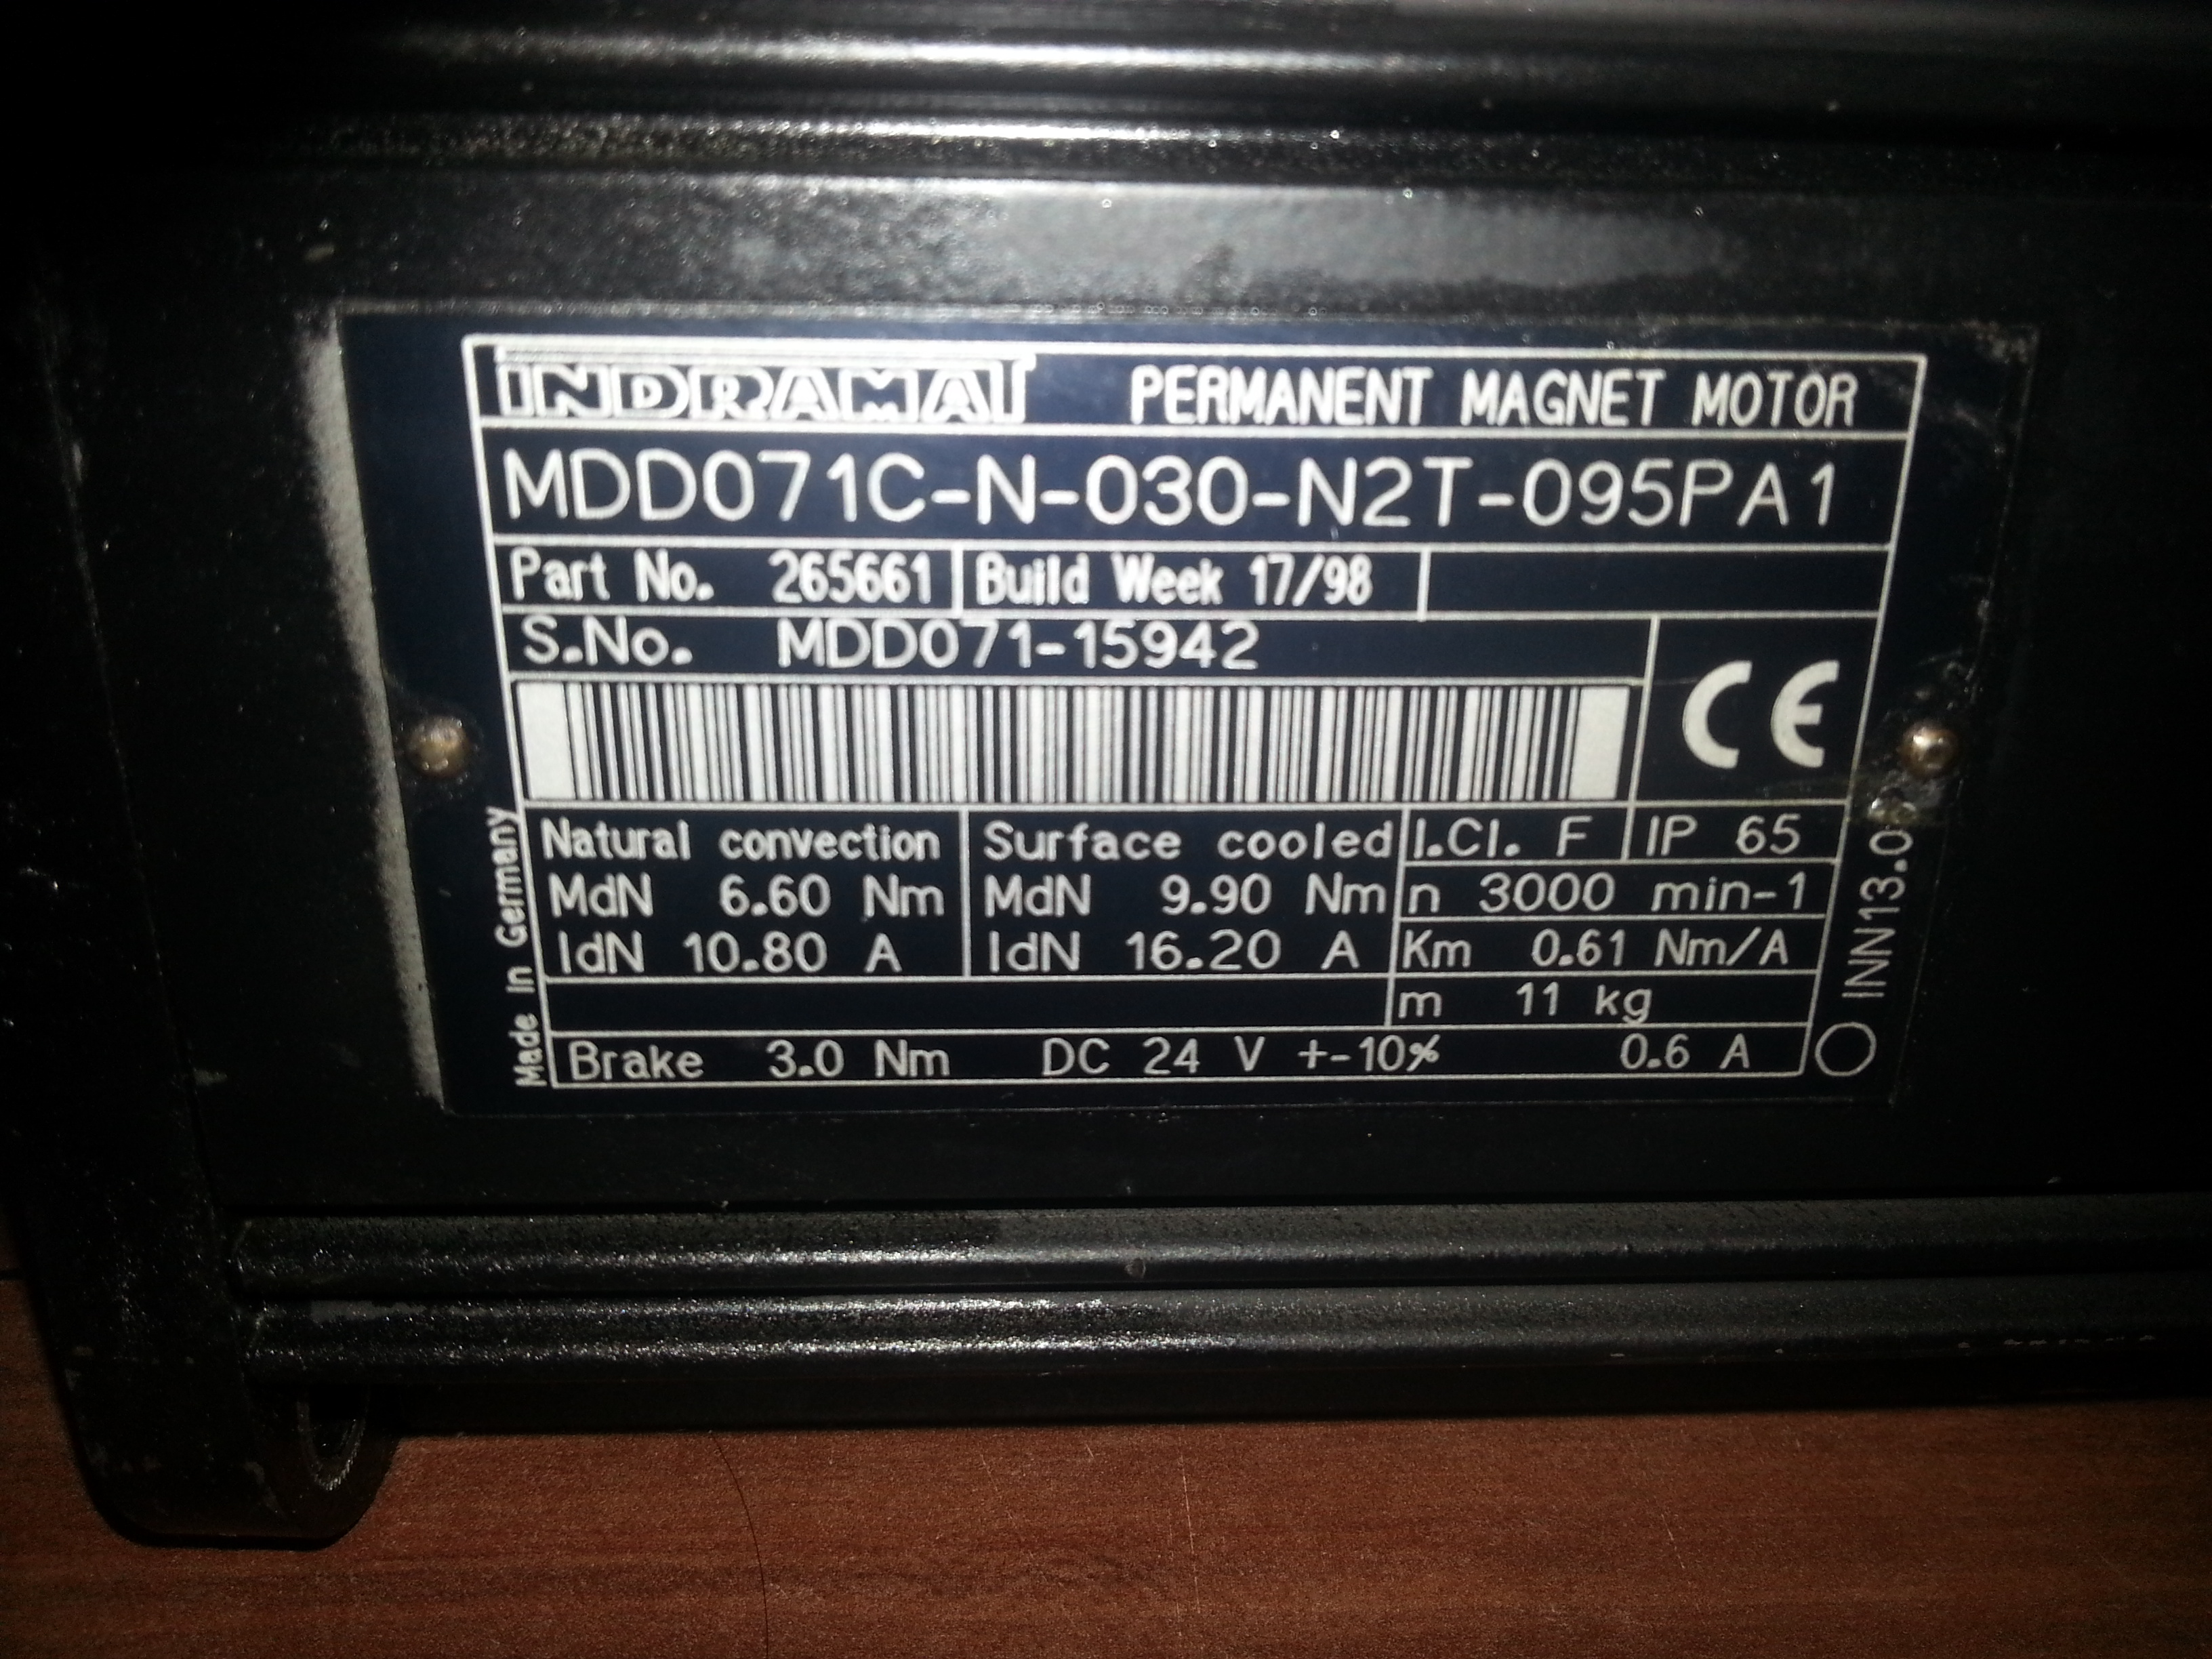 INDRAMAT PERMANENT MAGNET MOTOR
MDD071C-N-030-N2T-095PA1
Part No. 265661 Build Week 17/98
S.No. MDD071-15942
CE
Natural convection Surface cooled I.Cl. F IP 65
MdN 6.60 Nm MdN 9.90 Nm n 3000 min-1
IdN 10.80 A IdN 16.20 A Km 0.61 Nm/A
m 11 kg
Brake 3.0 Nm DC 24 V +-10% 0.6 A
Made in Germany
INN13.0